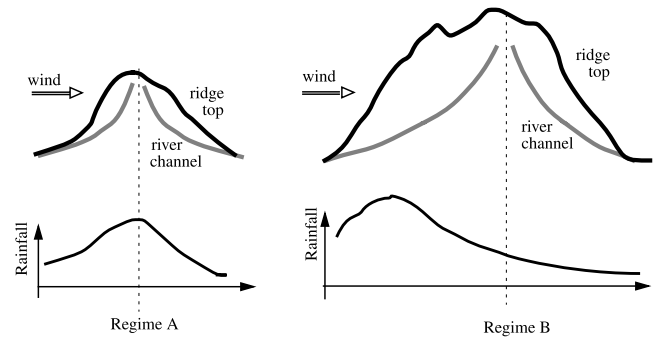 wind
ridge
top
river
channel
Rainfall
Regime A
wind
ridge
top
river
channel
Rainfall
Regime B